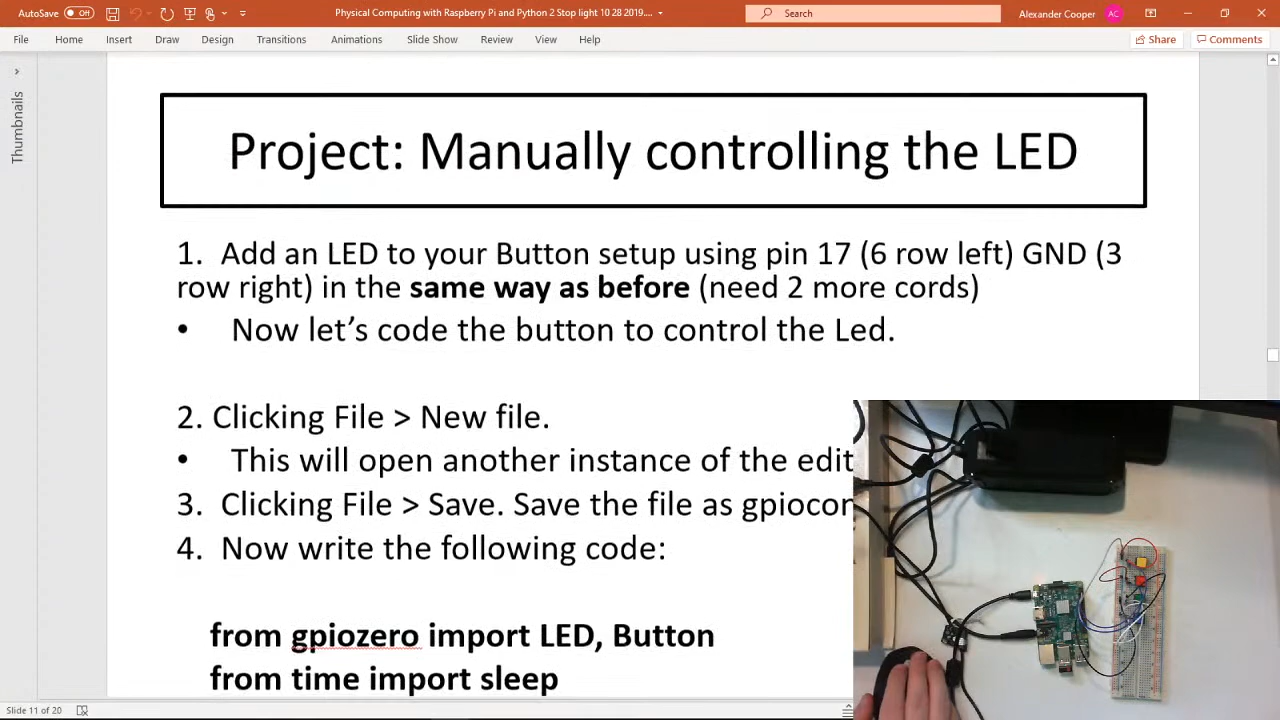 AutoSave Off
Physical Computing with Raspberry Pi and Python 2 Stop light 10 28 2019....
Search
Alexander Cooper AC
File Home Insert Draw Design Transitions Animations Slide Show Review View Help
Share Comments
Thumbnails
Project: Manually controlling the LED
1. Add an LED to your Button setup using pin 17 (6 row left) GND (3
row right) in the same way as before (need 2 more cords)
• Now let's code the button to control the Led.
2. Clicking File > New file.
• This will open another instance of the edit
3. Clicking File > Save. Save the file as gpiocon
4. Now write the following code:
from gpiozero import LED, Button
from time import sleep
Slide 11 of 20